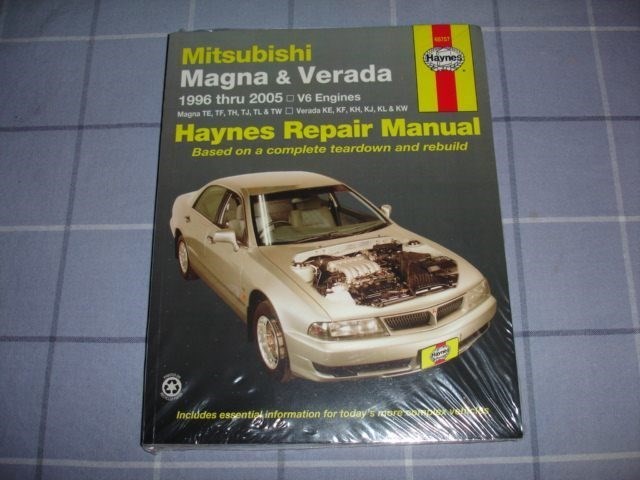 Mitsubishi
Magna & Verada
1996 thru 2005 □ V6 Engines
Magna TE, TF, TH, TJ, TL & TW □ Verada KE, KF, KH, KJ, KL & KW
Haynes Repair Manual
Based on a complete teardown and rebuild
68757
Haynes
Haynes
Includes essential information for today's more complex vehicles